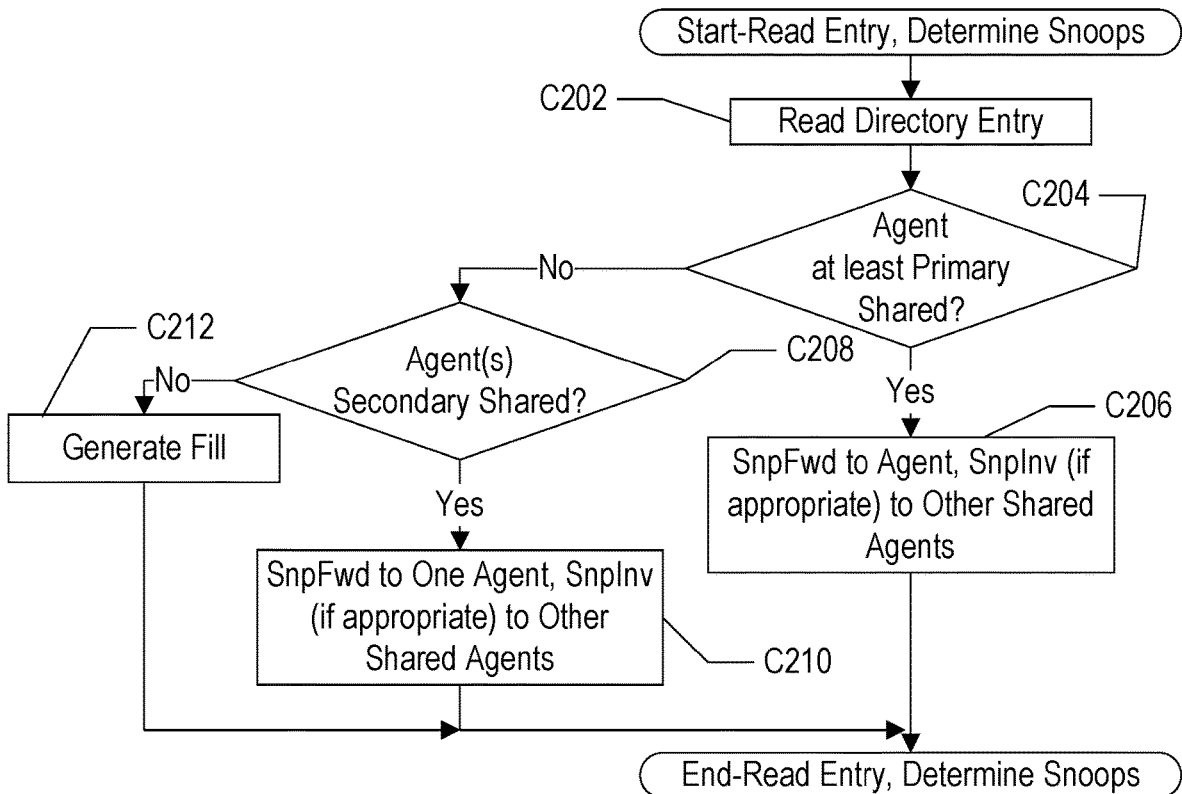 Start-Read Entry, Determine Snoops
C202
Read Directory Entry
C204
Agent
at least Primary
Shared?
No
C212
C208
Agent(s)
Secondary Shared?
No
Yes
C206
Generate Fill
SnpFwd to Agent, SnpInv (if
appropriate) to Other Shared
Agents
Yes
SnpFwd to One Agent, SnpInv
(if appropriate) to Other
Shared Agents
C210
End-Read Entry, Determine Snoops